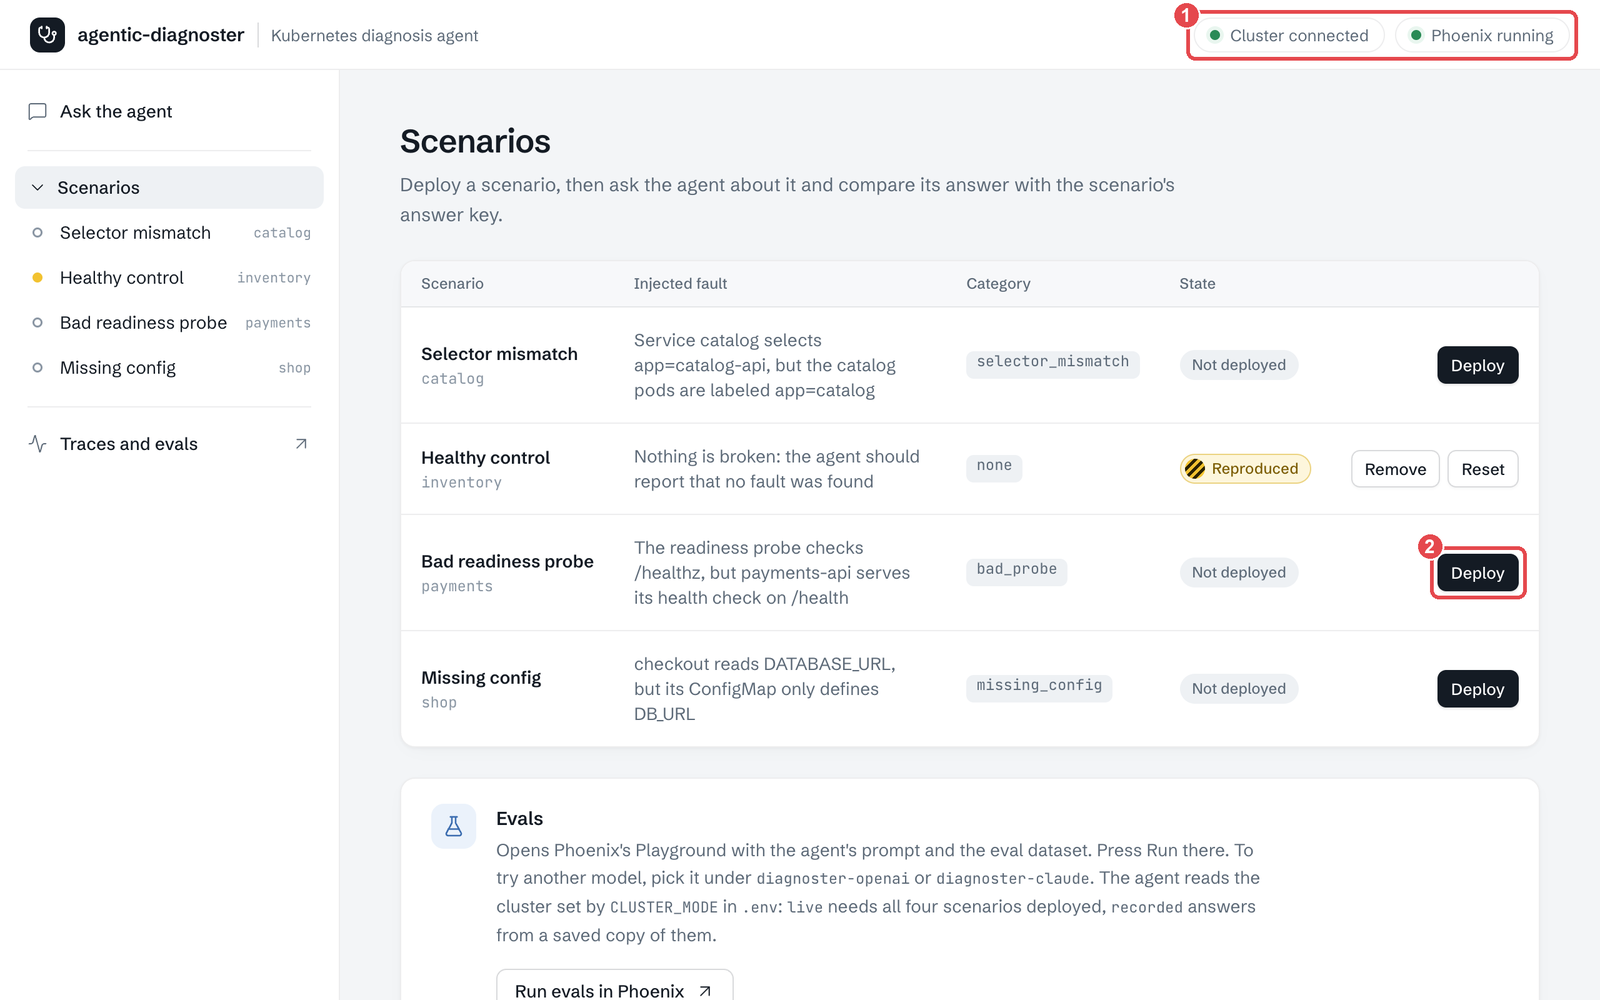 agentic-diagnoster
Kubernetes diagnosis agent
1
Cluster connected
Phoenix running
Ask the agent
Scenarios
Selector mismatch catalog
Healthy control inventory
Bad readiness probe payments
Missing config shop
Traces and evals
Scenarios
Deploy a scenario, then ask the agent about it and compare its answer with the scenario's
answer key.
Scenario Injected fault Category State
Selector mismatch
catalog
Service catalog selects
app=catalog-api, but the catalog
pods are labeled app=catalog
selector_mismatch
Not deployed
Deploy
Healthy control
inventory
Nothing is broken: the agent should
report that no fault was found
none
Reproduced
Remove
Reset
Bad readiness probe
payments
The readiness probe checks
/healthz, but payments-api serves
its health check on /health
bad_probe
Not deployed
2
Deploy
Missing config
shop
checkout reads DATABASE_URL,
but its ConfigMap only defines
DB_URL
missing_config
Not deployed
Deploy
Evals
Opens Phoenix's Playground with the agent's prompt and the eval dataset. Press Run there. To
try another model, pick it under diagnoster-openai or diagnoster-claude. The agent reads the
cluster set by CLUSTER_MODE in .env: live needs all four scenarios deployed, recorded answers
from a saved copy of them.
Run evals in Phoenix